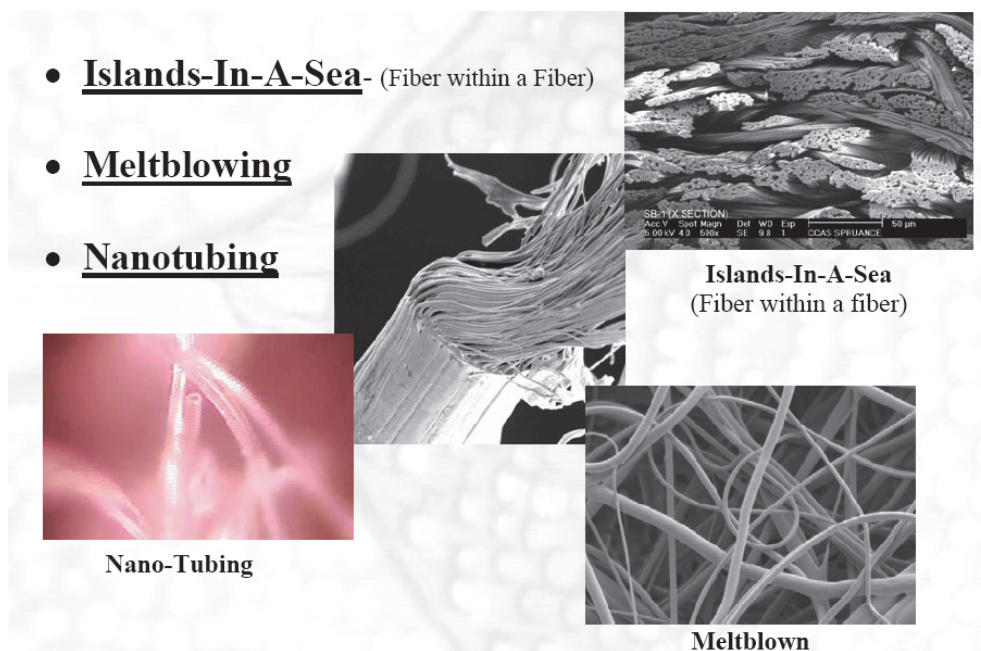 • Islands-In-A-Sea- (Fiber within a Fiber)
• Meltblowing
• Nanotubing
SB-1 (X SECTION)
Acc.V Spot Magn Det WD Exp 50 µm
5.00 kV 4.0 500x SE 9.8 1 CCAS SPRUANCE
Islands-In-A-Sea
(Fiber within a fiber)
Nano-Tubing
Meltblown